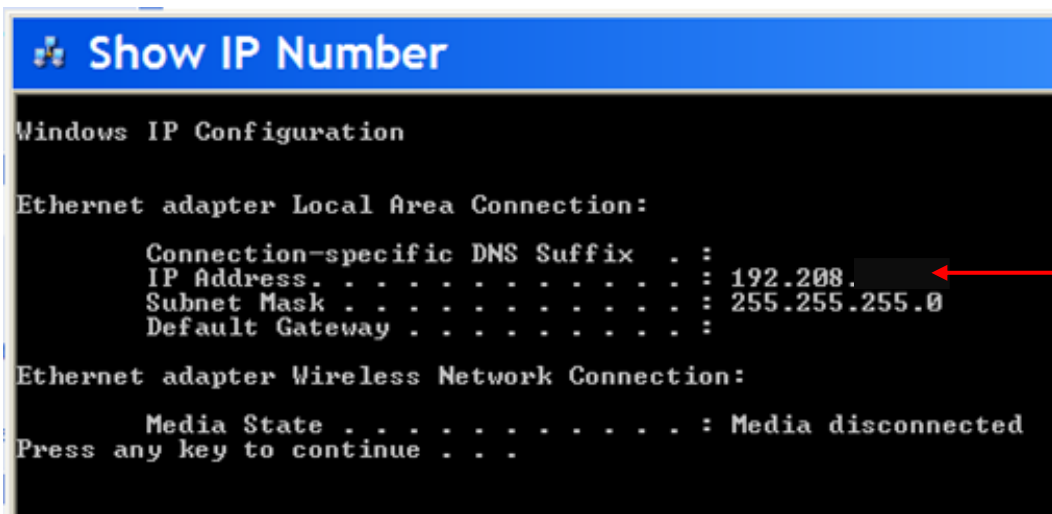 Show IP Number
Windows IP Configuration
Ethernet adapter Local Area Connection:
Connection-specific DNS Suffix . :
IP Address. . . . . . . . . . . . : 192.208.
Subnet Mask . . . . . . . . . . . : 255.255.255.0
Default Gateway . . . . . . . . . :
Ethernet adapter Wireless Network Connection:
Media State . . . . . . . . . . . : Media disconnected
Press any key to continue . . .